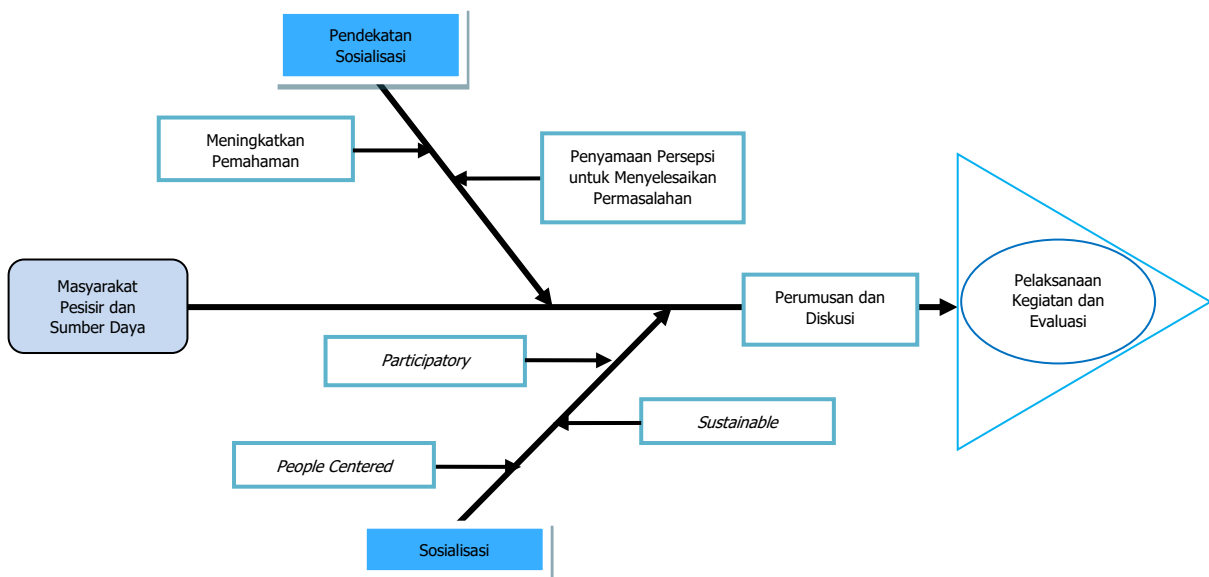 Pendekatan
Sosialisasi
Meningkatkan
Pemahaman
Penyamaan Persepsi
untuk Menyelesaikan
Permasalahan
Masyarakat
Pesisir dan
Sumber Daya
Perumusan dan
Diskusi
Pelaksanaan
Kegiatan dan
Evaluasi
Participatory
Sustainable
People Centered
Sosialisasi